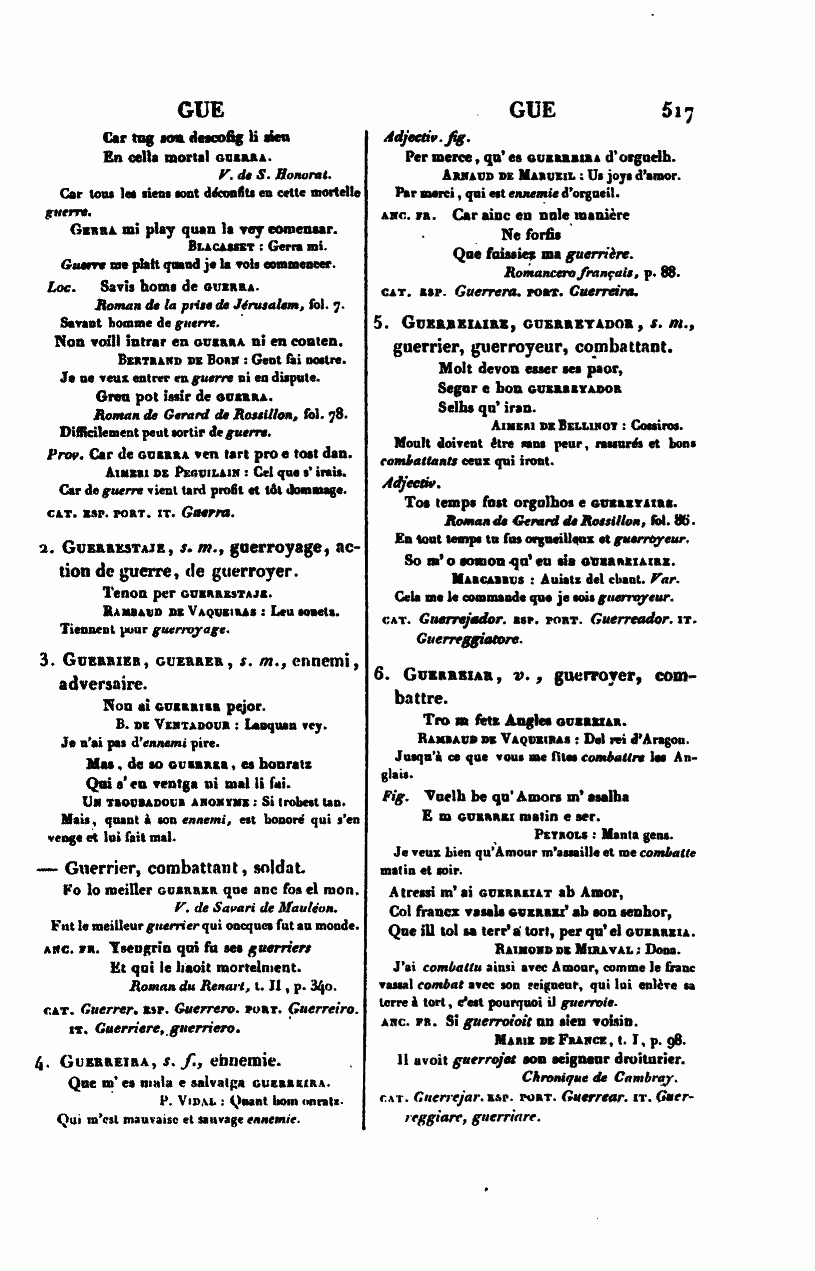 GUE
Car tug son descofig li sien
En cella mortal GUERRA.
V. de S. Honorat.
Car tous les siens sont déconfits en cette mortelle
guerre.
GERRA mi play quan la vey comensar.
BLACASSET : Gerra mi.
Guerre me plaît quand je la vois commencer.
Loc. Savis homs de GUERRA.
Roman de la prise de Jérusalem, fol. 7.
Savant homme de guerre.
Non voill intrar en GUERRA ni en conten.
BERTRAND DE BORN : Gent fai nostre.
Je ne veux entrer en guerre ni en dispute.
Greu pot issir de GUERRA.
Roman de Gerard de Rossillon, fol. 78.
Difficilement peut sortir de guerre.
Prov. Car de GUERRA ven tart pro e tost dan.
AIMERI DE PEGUILAIN : Cel que s' irais.
Car de guerre vient tard profit et tôt dommage.
CAT. ESP. PORT. IT. Guerra.
2. GUERRESTAJE, s. m., guerroyage, ac-
tion de guerre, de guerroyer.
Tenon per GUERRESTAJE.
RAMBAUD DE VAQUEIRAS : Leu sonets.
Tiennent pour guerroyage.
3. GUERRIER, GUERRER, s. m., ennemi,
adversaire.
Non ai GUERRIER pejor.
B. DE VENTADOUR : Lanquan vey.
Je n'ai pas d'ennemi pire.
Mas, de so GUERRER, es honratz
Qui s' en ventga ni mal li fai.
UN TROUBADOUR ANONYME : Si trobest tan.
Mais, quant à son ennemi, est honoré qui s'en
venge et lui fait mal.
— Guerrier, combattant, soldat.
Fo lo meiller GUERRER que anc fos el mon.
V. de Savari de Mauléon.
Fut le meilleur guerrier qui oncques fut au monde.
ANC. FR. Ysengrin qui fu ses guerriers
Et qui le haoit mortelment.
Roman du Renart, t. II, p. 340.
CAT. Guerrer. ESP. Guerrero. PORT. Guerreiro.
IT. Guerriere, guerriero.
4. GUERREIRA, s. f., ennemie.
Que m' es mala e salvatga GUERREIRA.
P. VIDAL : Quant hom onratz.
Qui m'est mauvaise et sauvage ennemie.
GUE 517
Adjectiv. fig.
Per merce, qu' es GUERREIRA d'orguelh.
ARNAUD DE MARUEIL : Us joys d'amor.
Par merci, qui est ennemie d'orgueil.
ANC. FR. Car ainc en nule manière
Ne forfis
Que fuissiez ma guerrière.
Romancero français, p. 88.
CAT. ESP. Guerrera. PORT. Guerreira.
5. GUERREIAIRE, GUERREYADOR, s. m.,
guerrier, guerroyeur, combattant.
Molt devon esser ses paor,
Segur e bon GUERREYADOR
Selhs qu' iran.
AIMERI DE BELLINOY : Cossiros.
Moult doivent être sans peur, rassurés et bons
combattants ceux qui iront.
Adjectiv.
Tos temps fust orgulhos e GUERREYAIRE.
Roman de Gerard de Rossillon, fol. 86.
En tout temps tu fus orgueilleux et guerroyeur.
So m' o somon qu' eu sia GUERREIAIRE.
MARCABRUS : Auiatz del chant. Var.
Cela me le commande que je sois guerroyeur.
CAT. Guerrejador. ESP. PORT. Guerreador. IT.
Guerreggiatore.
6. GUERREIAR, v., guerroyer, com-
battre.
Tro m fetz Angles GUERREIAR.
RAMBAUD DE VAQUEIRAS : Del rei d'Aragon.
Jusqu'à ce que vous me fîtes combattre les An-
glais.
Fig. Vuelh be qu' Amors m' asalha
E m GUERREI matin e ser.
PEYROLS : Manta gens.
Je veux bien qu'Amour m'assaille et me combatte
matin et soir.
Atressi m' ai GUERREIAT ab Amor,
Col francx vasals GUERREI' ab son senhor,
Que ill tol sa terr' a tort, per qu' el GUERREIA.
RAIMOND DE MIRAVAL : Dona.
J'ai combattu ainsi avec Amour, comme le franc
vassal combat avec son seigneur, qui lui enlève sa
terre à tort, c'est pourquoi il guerroie.
ANC. FR. Si guerroioit un sien voisin.
MARIE DE FRANCE, t. I, p. 98.
Il avoit guerrojet son seigneur droiturier.
Chronique de Cambray.
CAT. Guerrejar. ESP. PORT. Guerrear. IT. Guer-
reggiare, guerriare.